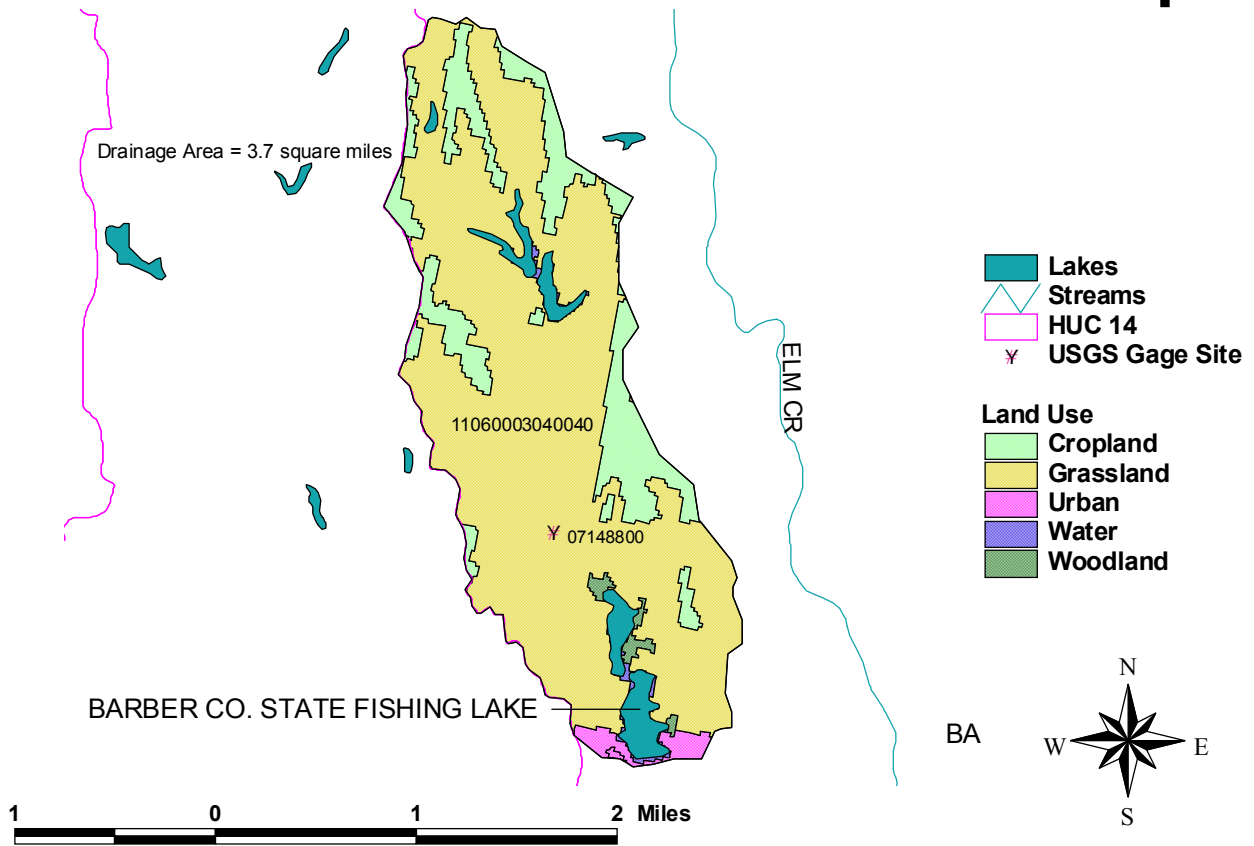 Drainage Area = 3.7 square miles
Lakes
Streams
HUC 14
¥ USGS Gage Site
ELM CR
Land Use
Cropland
Grassland
Urban
Water
Woodland
11060003040040
¥ 07148800
BARBER CO. STATE FISHING LAKE
BA
N
W E
S
1 0 1 2 Miles